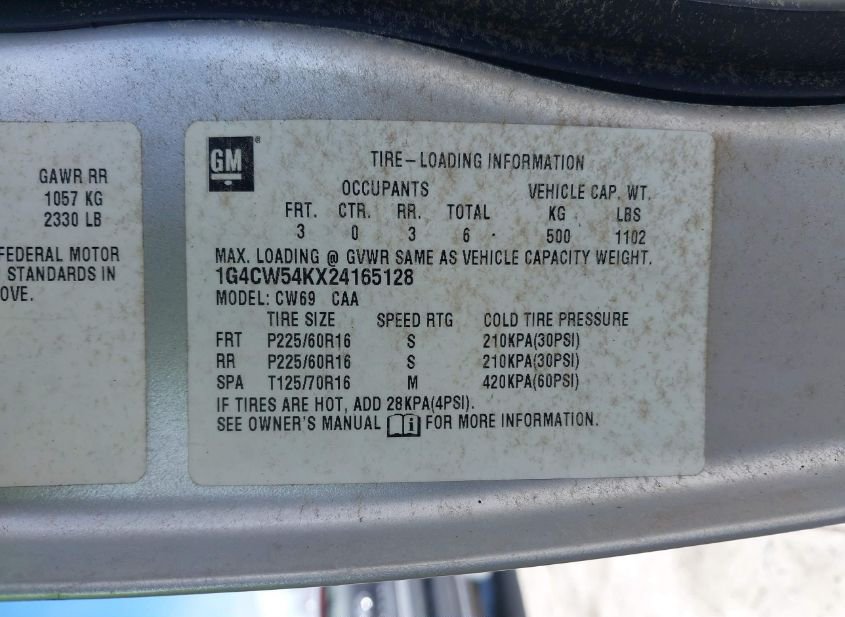 GAWR RR
1057 KG
2330 LB
FEDERAL MOTOR
STANDARDS IN
OVE.
GM®
TIRE-LOADING INFORMATION
OCCUPANTS VEHICLE CAP. WT.
FRT. CTR. RR. TOTAL KG LBS
3 0 3 6 500 1102
MAX. LOADING @ GVWR SAME AS VEHICLE CAPACITY WEIGHT.
1G4CW54KX24165128
MODEL: CW69 CAA
TIRE SIZE SPEED RTG COLD TIRE PRESSURE
FRT P225/60R16 S 210KPA(30PSI)
RR P225/60R16 S 210KPA(30PSI)
SPA T125/70R16 M 420KPA(60PSI)
IF TIRES ARE HOT, ADD 28KPA(4PSI).
SEE OWNER'S MANUAL i FOR MORE INFORMATION.